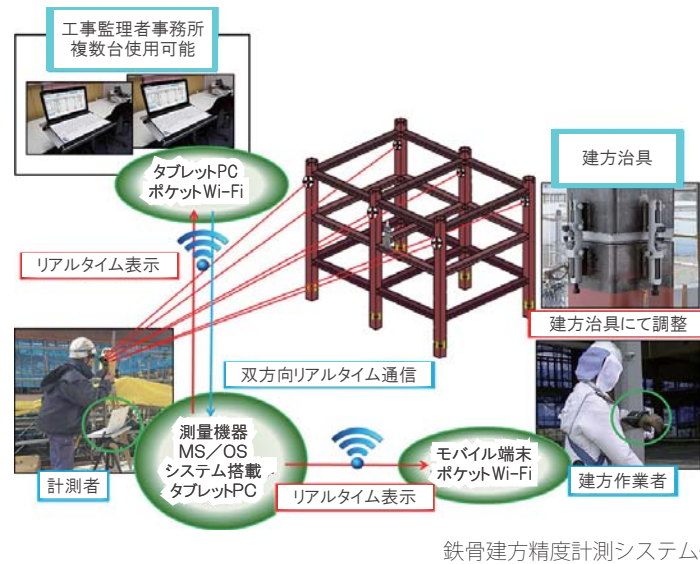 工事監理者事務所
複数台使用可能
タブレットPC
ポケットWi-Fi
建方治具
リアルタイム表示
建方治具にて調整
双方向リアルタイム通信
測量機器
MS/OS
システム搭載
タブレットPC
モバイル端末
ポケットWi-Fi
計測者
リアルタイム表示
建方作業者
鉄骨建方精度計測システム